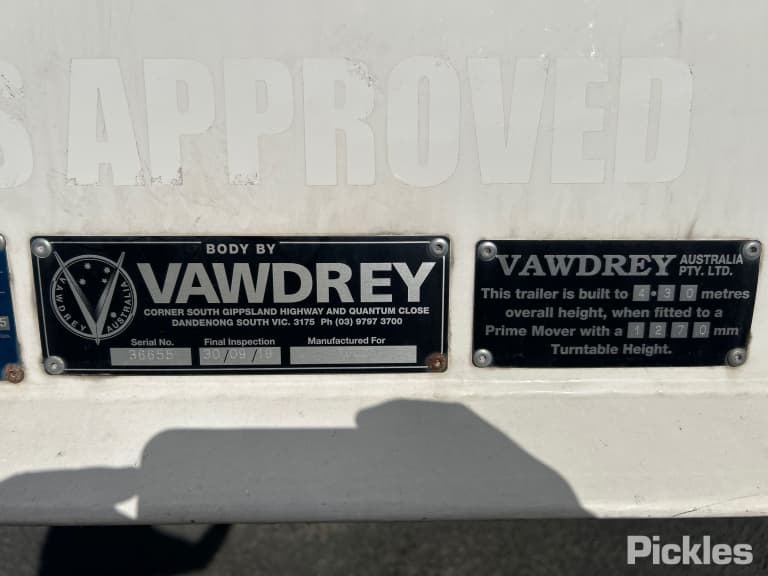 S APPROVED
BODY BY
VAWDREY
CORNER SOUTH GIPPSLAND HIGHWAY AND QUANTUM CLOSE
DANDENONG SOUTH VIC. 3175 Ph (03) 9797 3700
Serial No. Final Inspection Manufactured For
36655 30/09/19
VAWDREY AUSTRALIA
VAWDREY AUSTRALIA PTY. LTD.
This trailer is built to 4.30 metres
overall height, when fitted to a
Prime Mover with a 1270 mm
Turntable Height.
5
Pickles